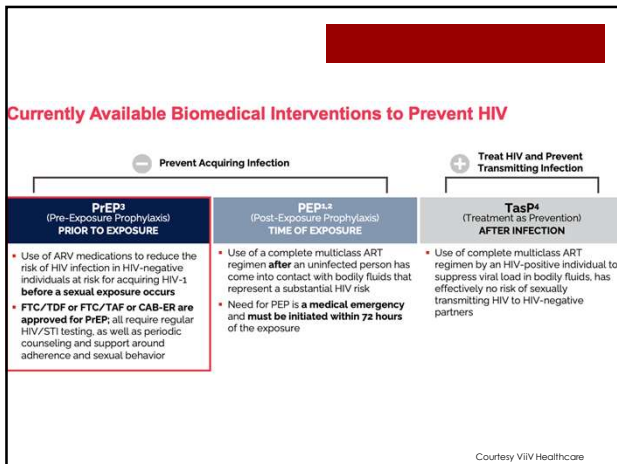 Currently Available Biomedical Interventions to Prevent HIV
− Prevent Acquiring Infection
+ Treat HIV and Prevent
Transmitting Infection
PrEP³
(Pre-Exposure Prophylaxis)
PRIOR TO EXPOSURE
• Use of ARV medications to reduce the
risk of HIV infection in HIV-negative
individuals at risk for acquiring HIV-1
before a sexual exposure occurs
• FTC/TDF or FTC/TAF or CAB-ER are
approved for PrEP; all require regular
HIV/STI testing, as well as periodic
counseling and support around
adherence and sexual behavior
PEP¹,²
(Post-Exposure Prophylaxis)
TIME OF EXPOSURE
• Use of a complete multiclass ART
regimen after an uninfected person has
come into contact with bodily fluids that
represent a substantial HIV risk
• Need for PEP is a medical emergency
and must be initiated within 72 hours
of the exposure
TasP⁴
(Treatment as Prevention)
AFTER INFECTION
• Use of complete multiclass ART
regimen by an HIV-positive individual to
suppress viral load in bodily fluids, has
effectively no risk of sexually
transmitting HIV to HIV-negative
partners
Courtesy ViiV Healthcare